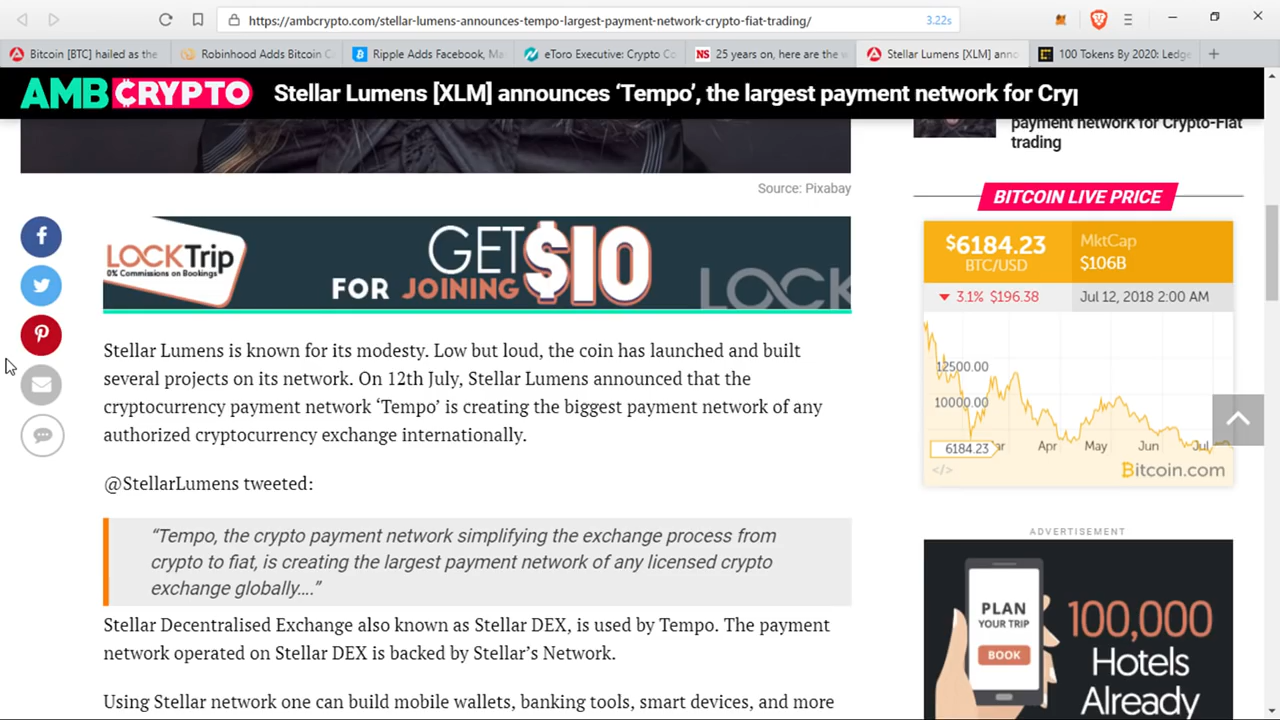 https://ambcrypto.com/stellar-lumens-announces-tempo-largest-payment-network-crypto-fiat-trading/
3.22s
Bitcoin [BTC] hailed as the
Robinhood Adds Bitcoin C
Ripple Adds Facebook, Ma
eToro Executive: Crypto Co
NS
25 years on, here are the w
Stellar Lumens [XLM] anno
100 Tokens By 2020: Ledge
AMBCRYPTO
Stellar Lumens [XLM] announces ‘Tempo’, the largest payment network for Cry
payment network for Crypto-Fiat
trading
Source: Pixabay
BITCOIN LIVE PRICE
LOCKTrip
0% Commissions on Bookings
GET $10
FOR JOINING
LOCK
$6184.23
BTC/USD
MktCap
$106B
3.1% $196.38
Jul 12, 2018 2:00 AM
12500.00
10000.00
6184.23
ar Apr May Jun Jul
</>
Bitcoin.com
Stellar Lumens is known for its modesty. Low but loud, the coin has launched and built
several projects on its network. On 12th July, Stellar Lumens announced that the
cryptocurrency payment network ‘Tempo’ is creating the biggest payment network of any
authorized cryptocurrency exchange internationally.
@StellarLumens tweeted:
“Tempo, the crypto payment network simplifying the exchange process from
crypto to fiat, is creating the largest payment network of any licensed crypto
exchange globally….”
Stellar Decentralised Exchange also known as Stellar DEX, is used by Tempo. The payment
network operated on Stellar DEX is backed by Stellar’s Network.
Using Stellar network one can build mobile wallets, banking tools, smart devices, and more
ADVERTISEMENT
PLAN
YOUR TRIP
BOOK
100,000
Hotels
Already